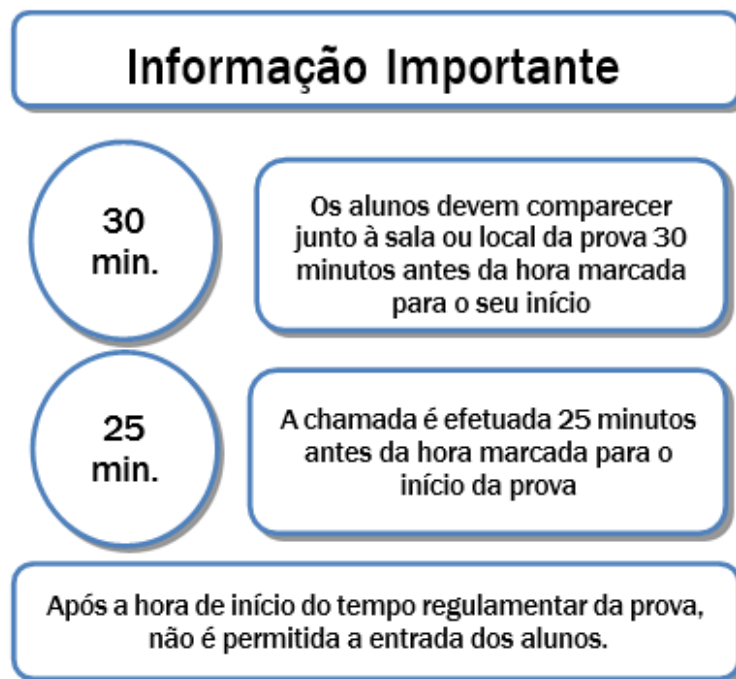 Informação Importante
30
min.
Os alunos devem comparecer
junto à sala ou local da prova 30
minutos antes da hora marcada
para o seu início
25
min.
A chamada é efetuada 25 minutos
antes da hora marcada para o
início da prova
Após a hora de início do tempo regulamentar da prova,
não é permitida a entrada dos alunos.